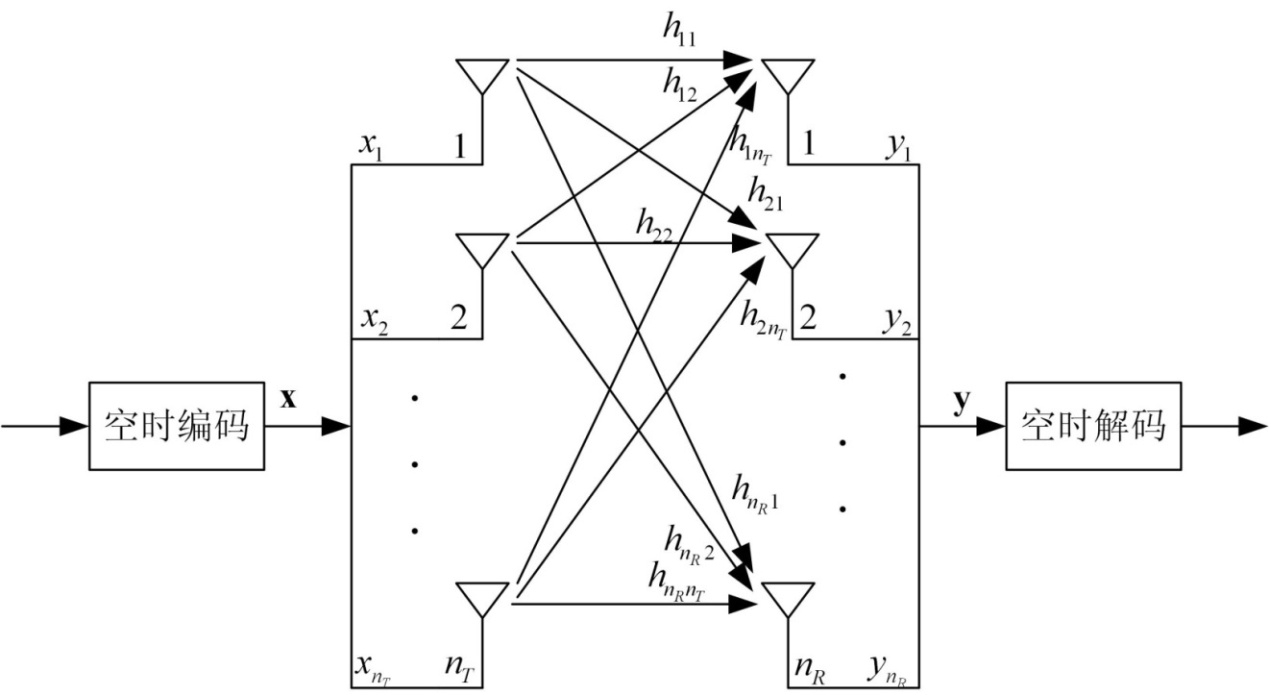 h₁₁
h₁₂
x₁ 1 h₁ₙT 1 y₁
h₂₁
h₂₂
x₂ 2 h₂ₙT 2 y₂
空时编码 x y 空时解码
hₙR1
hₙR2
hₙRnT
xₙT nT nR yₙR